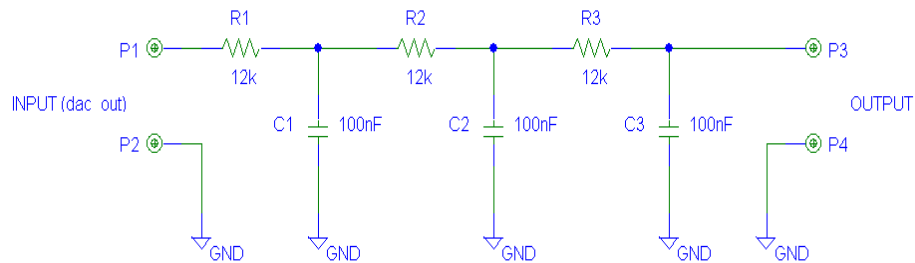 R1 R2 R3
P1 P3
12k 12k 12k
INPUT (dac out) OUTPUT
C1 100nF C2 100nF C3 100nF
P2 P4
GND GND GND GND GND